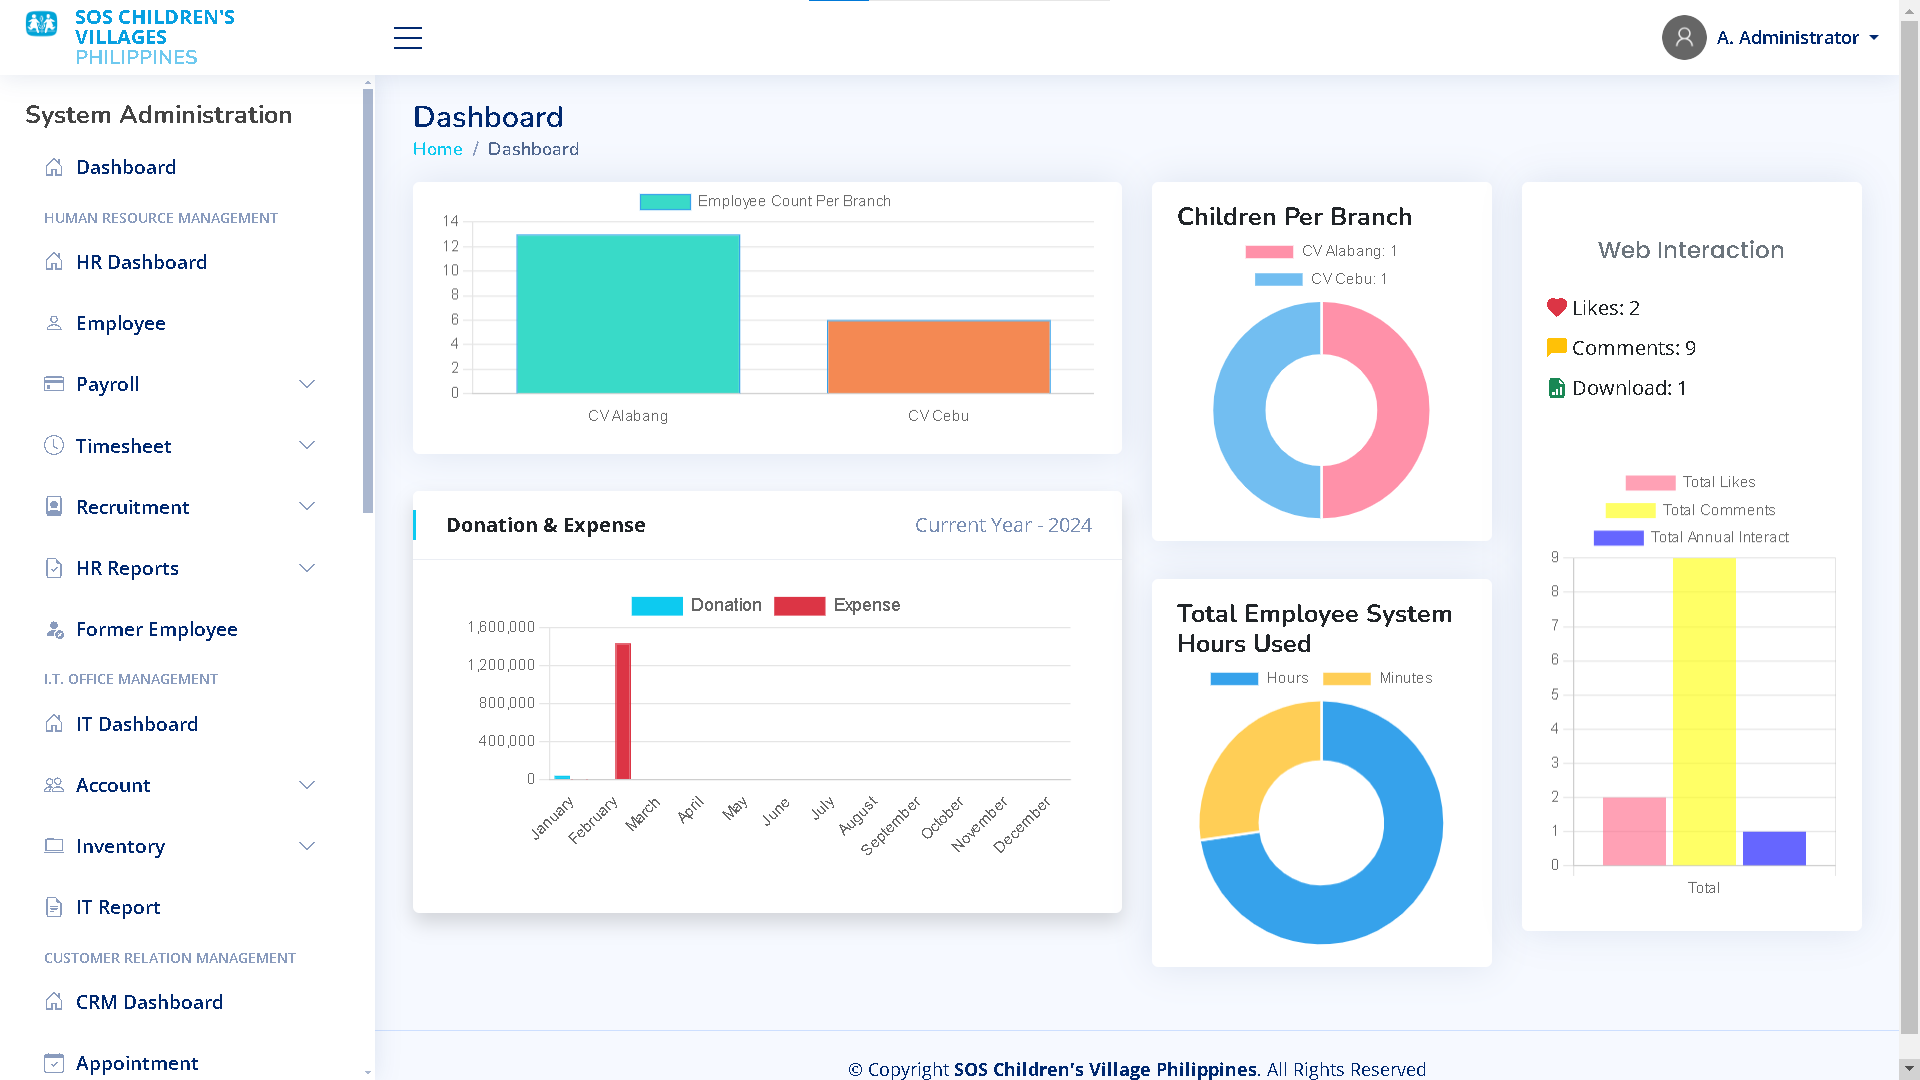 SOS CHILDREN'S
VILLAGES
PHILIPPINES
A. Administrator
System Administration
Dashboard
HUMAN RESOURCE MANAGEMENT
HR Dashboard
Employee
Payroll
Timesheet
Recruitment
HR Reports
Former Employee
I.T. OFFICE MANAGEMENT
IT Dashboard
Account
Inventory
IT Report
CUSTOMER RELATION MANAGEMENT
CRM Dashboard
Appointment
Dashboard
Home / Dashboard
Employee Count Per Branch
14
12
10
8
6
4
2
0
CV Alabang
CV Cebu
Donation & Expense
Current Year - 2024
Donation
Expense
1,600,000
1,200,000
800,000
400,000
0
January
February
March
April
May
June
July
August
September
October
November
December
Children Per Branch
CV Alabang: 1
CV Cebu: 1
Total Employee System
Hours Used
Hours
Minutes
Web Interaction
Likes: 2
Comments: 9
Download: 1
Total Likes
Total Comments
Total Annual Interact
9
8
7
6
5
4
3
2
1
0
Total
© Copyright SOS Children's Village Philippines. All Rights Reserved